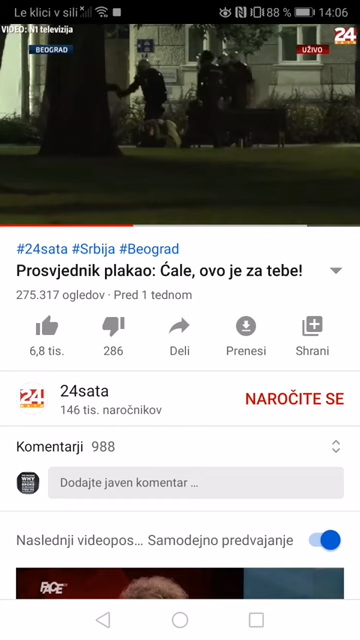 Le klici v sili
88 % 14:06
VIDEO: N1 televizija
BEOGRAD
UŽIVO
24
#24sata #Srbija #Beograd
Prosvjednik plakao: Ćale, ovo je za tebe!
275.317 ogledov · Pred 1 tednom
6,8 tis.
286
Deli
Prenesi
Shrani
24
24sata
146 tis. naročnikov
NAROČITE SE
Komentarji 988
Dodajte javen komentar ...
Naslednji videopos... Samodejno predvajanje
FACE